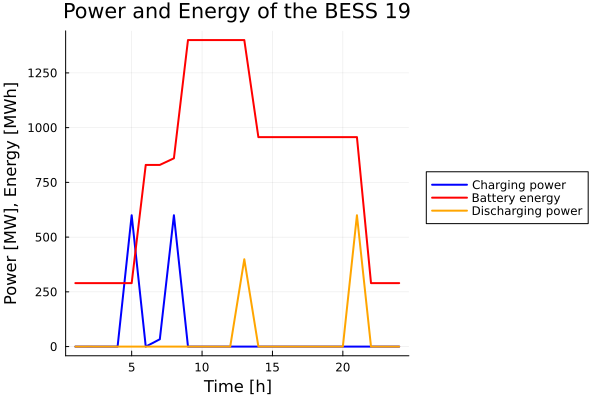 Power and Energy of the BESS 19
Power [MW], Energy [MWh]
1250
1000
750
500
250
0
5
10
15
20
Time [h]
Charging power
Battery energy
Discharging power